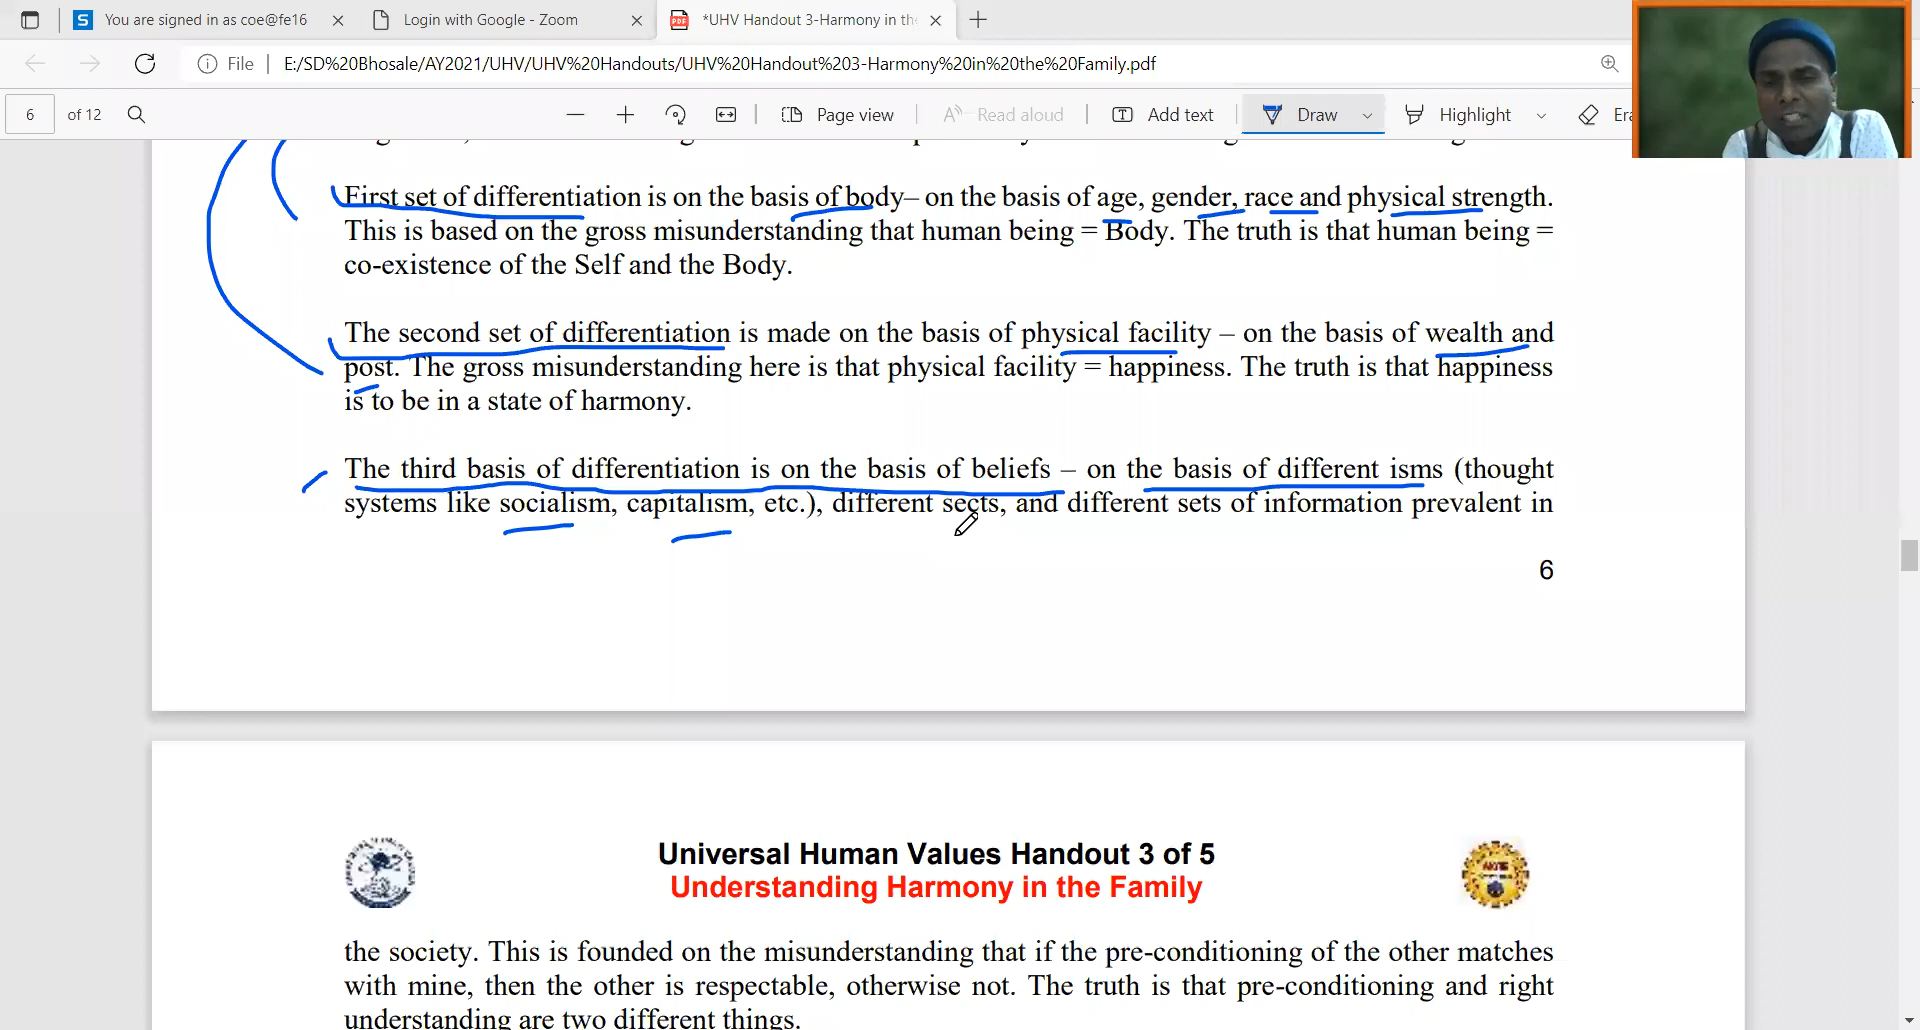 You are signed in as coe@fe16
Login with Google - Zoom
*UHV Handout 3-Harmony in the
File
E:/SD%20Bhosale/AY2021/UHV/UHV%20Handouts/UHV%20Handout%203-Harmony%20in%20the%20Family.pdf
6 of 12
Page view
Read aloud
Add text
Draw
Highlight
First set of differentiation is on the basis of body– on the basis of age, gender, race and physical strength.
This is based on the gross misunderstanding that human being = Body. The truth is that human being =
co-existence of the Self and the Body.
The second set of differentiation is made on the basis of physical facility – on the basis of wealth and
post. The gross misunderstanding here is that physical facility = happiness. The truth is that happiness
is to be in a state of harmony.
The third basis of differentiation is on the basis of beliefs – on the basis of different isms (thought
systems like socialism, capitalism, etc.), different sects, and different sets of information prevalent in
6
Universal Human Values Handout 3 of 5
Understanding Harmony in the Family
the society. This is founded on the misunderstanding that if the pre-conditioning of the other matches
with mine, then the other is respectable, otherwise not. The truth is that pre-conditioning and right
understanding are two different things.